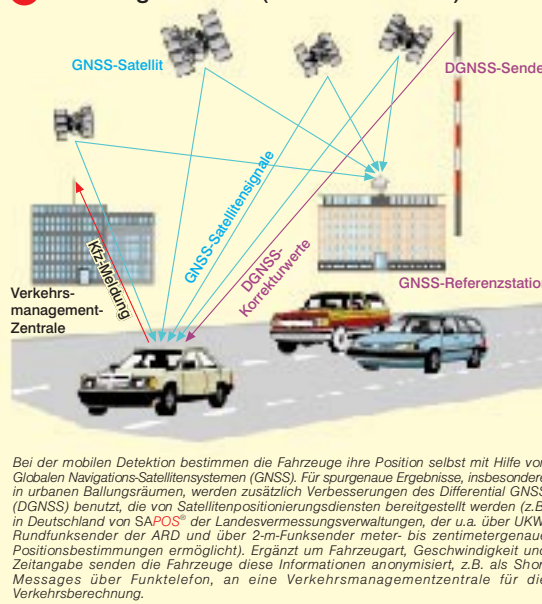 GNSS-Satellit
DGNSS-Sende
GNSS-Satellitensignale
DGNSS-
Korrekturwerte
Kfz-Meldung
GNSS-Referenzstation
Verkehrs-
management-
Zentrale
Bei der mobilen Detektion bestimmen die Fahrzeuge ihre Position selbst mit Hilfe von
Globalen Navigations-Satellitensystemen (GNSS). Für spurgenaue Ergebnisse, insbesondere
in urbanen Ballungsräumen, werden zusätzlich Verbesserungen des Differential GNSS
(DGNSS) benutzt, die von Satellitenpositionierungsdiensten bereitgestellt werden (z.B.
in Deutschland von SAPOS® der Landesvermessungsverwaltungen, der u.a. über UKW
Rundfunksender der ARD und über 2-m-Funksender meter- bis zentimetergenaue
Positionsbestimmungen ermöglicht). Ergänzt um Fahrzeugart, Geschwindigkeit und
Zeitangabe senden die Fahrzeuge diese Informationen anonymisiert, z.B. als Short
Messages über Funktelefon, an eine Verkehrsmanagementzentrale für die
Verkehrsberechnung.